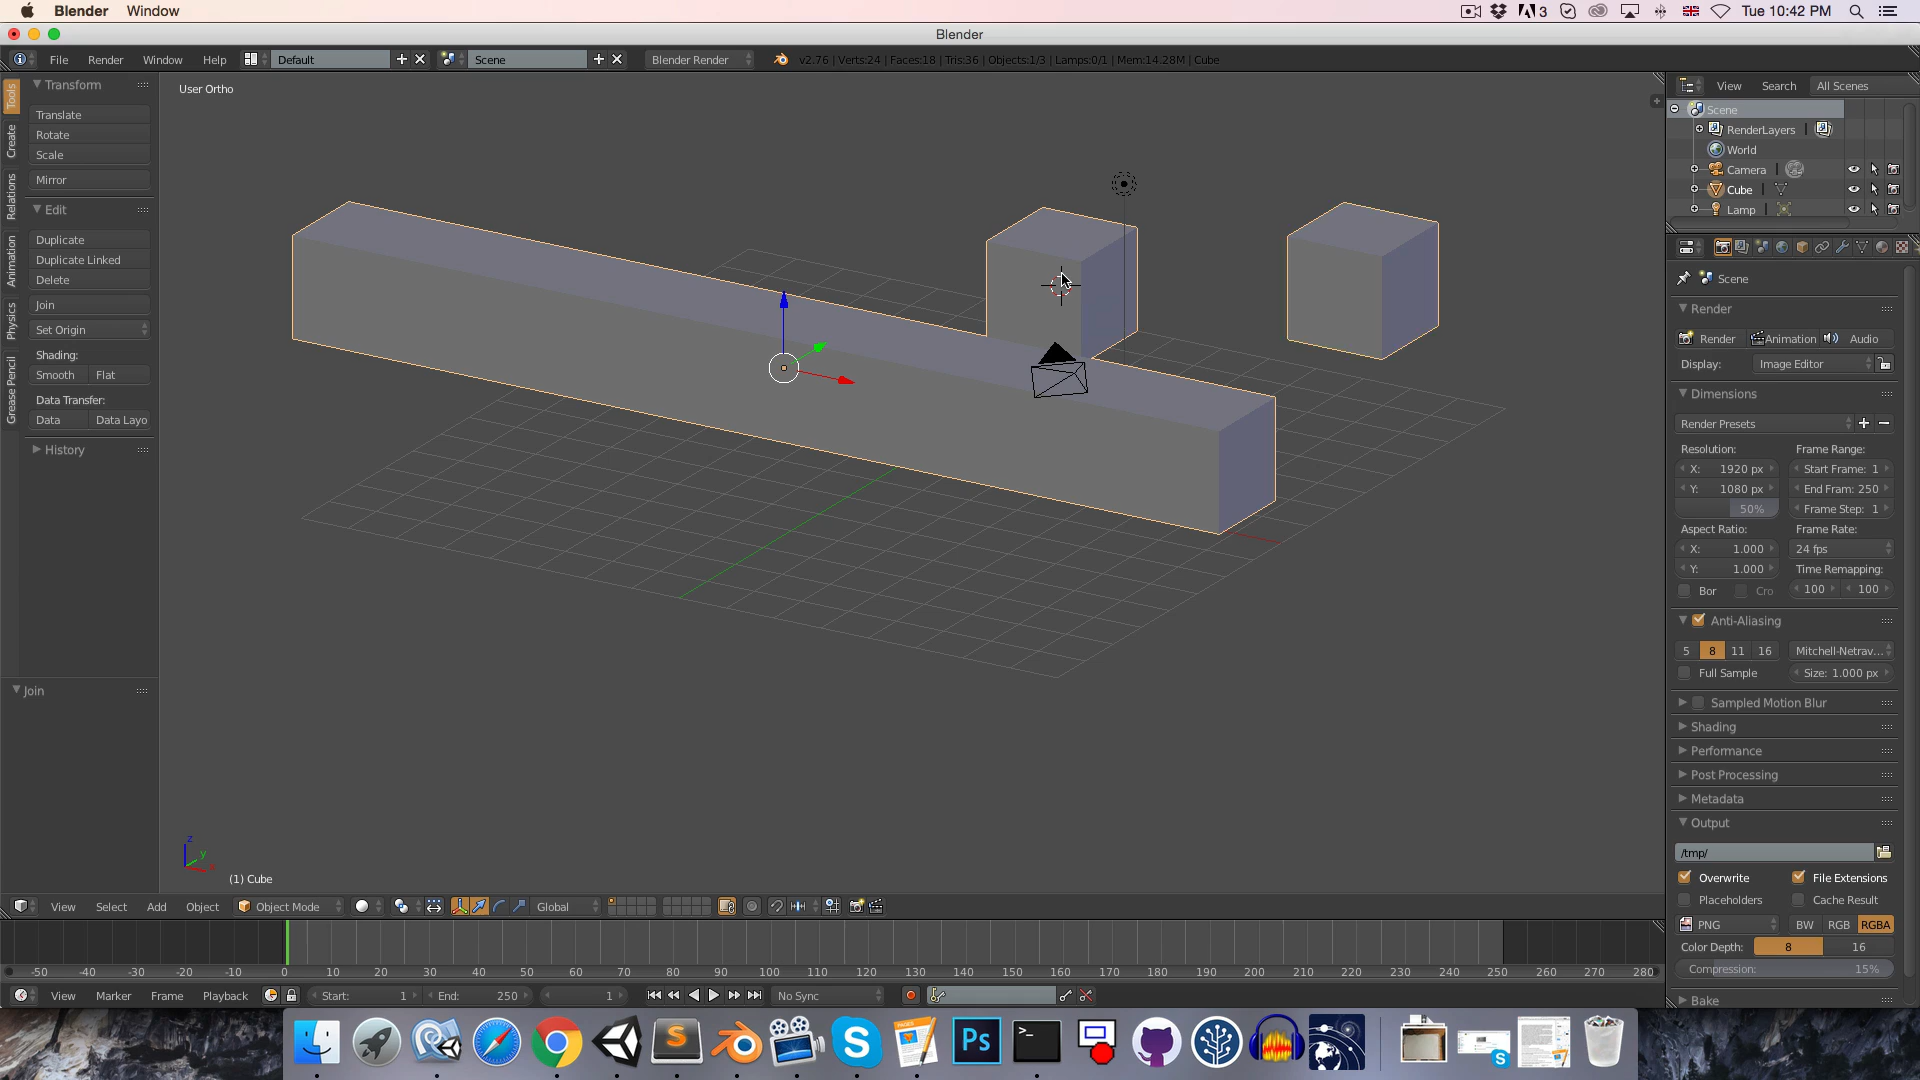 Blender Window 3 Tue 10:42 PM
Blender
File Render Window Help Default Scene Blender Render v2.76 | Verts:24 | Faces:18 | Tris:36 | Objects:1/3 | Lamps:0/1 | Mem:14.28M | Cube
Tools
Create
Relations
Animation
Physics
Grease Pencil
Transform
Translate
Rotate
Scale
Mirror
Edit
Duplicate
Duplicate Linked
Delete
Join
Set Origin
Shading:
Smooth Flat
Data Transfer:
Data Data Layo
History
Join
User Ortho
z
y
x
(1) Cube
View Search All Scenes
Scene
RenderLayers
World
Camera
Cube
Lamp
Scene
Render
Render Animation Audio
Display: Image Editor
Dimensions
Render Presets
Resolution: Frame Range:
X: 1920 px Start Frame: 1
Y: 1080 px End Fram: 250
50% Frame Step: 1
Aspect Ratio: Frame Rate:
X: 1.000 24 fps
Y: 1.000 Time Remapping:
Bor Cro 100 100
Anti-Aliasing
5 8 11 16 Mitchell-Netrav...
Full Sample Size: 1.000 px
Sampled Motion Blur
Shading
Performance
Post Processing
Metadata
Output
/tmp/
Overwrite File Extensions
Placeholders Cache Result
PNG BW RGB RGBA
Color Depth: 8 16
Compression: 15%
Bake
View Select Add Object Object Mode Global
-50 -40 -30 -20 -10 0 10 20 30 40 50 60 70 80 90 100 110 120 130 140 150 160 170 180 190 200 210 220 230 240 250 260 270 280
View Marker Frame Playback Start: 1 End: 250 1 No Sync
S
S
PAGES
Ps
>_
S